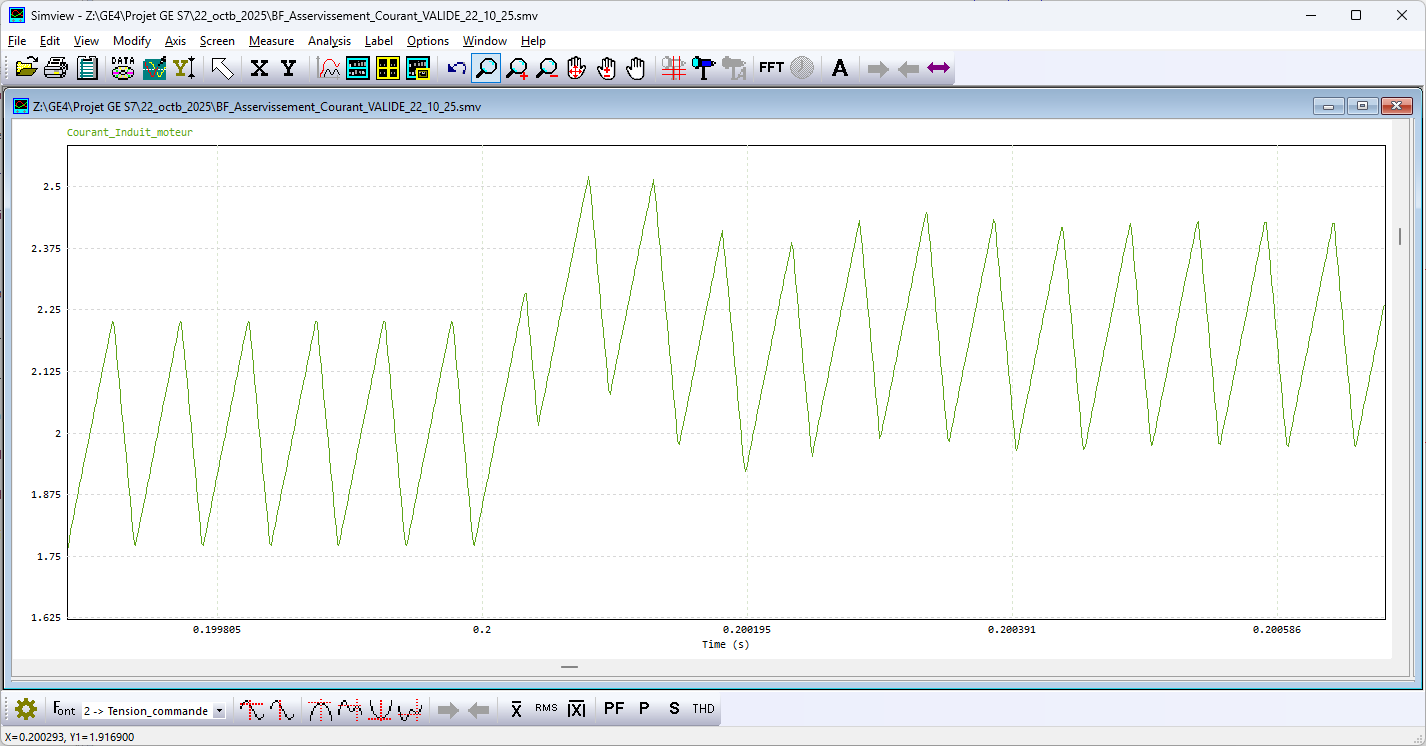 Simview - Z:\GE4\Projet GE S7\22_octb_2025\BF_Asservissement_Courant_VALIDE_22_10_25.smv
File Edit View Modify Axis Screen Measure Analysis Label Options Window Help
DATA Y X Y FFT TA A
Z:\GE4\Projet GE S7\22_octb_2025\BF_Asservissement_Courant_VALIDE_22_10_25.smv
Courant_Induit_moteur
2.5
2.375
2.25
2.125
2
1.875
1.75
1.625
0.199805 0.2 0.200195 0.200391 0.200586
Time (s)
Font 2 -> Tension_commande x RMS |x| PF P S THD
X=0.200293, Y1=1.916900